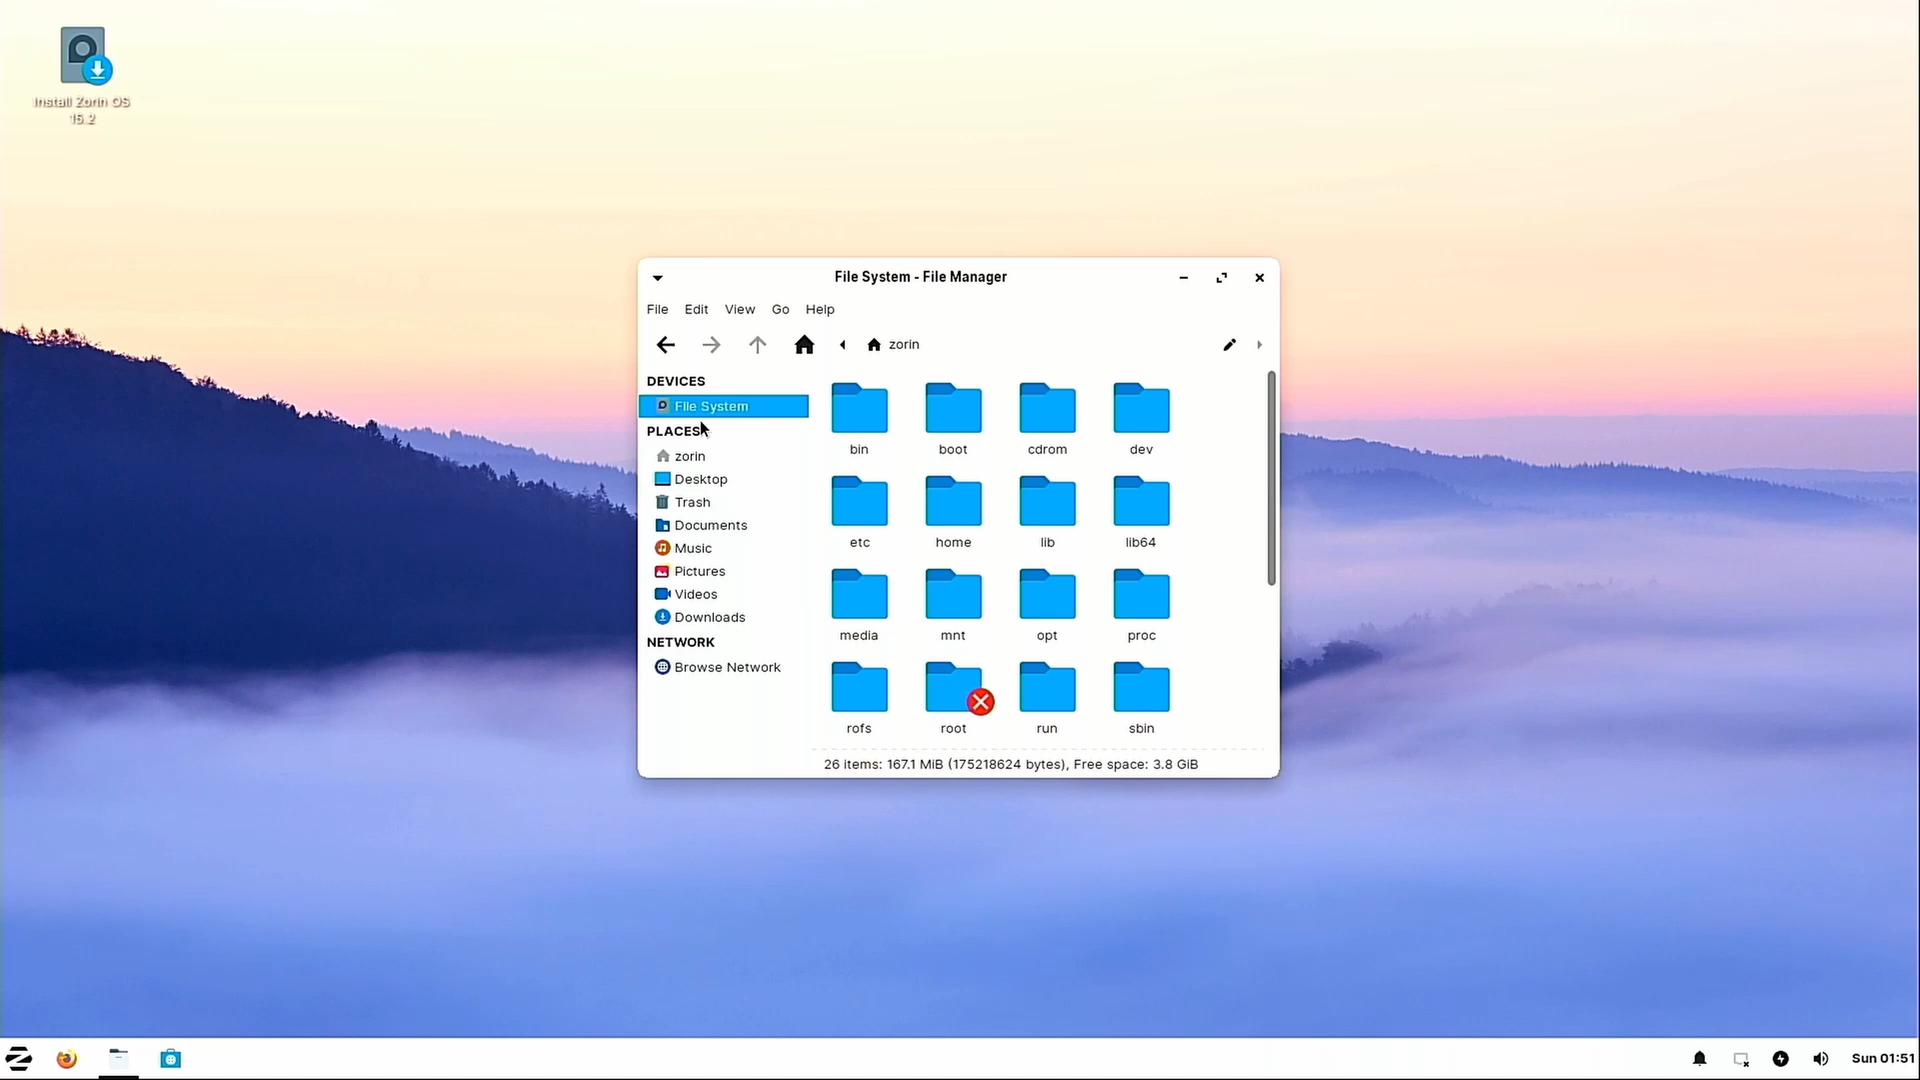 Install Zorin OS
15.2
File System - File Manager
File Edit View Go Help
zorin
DEVICES
File System
PLACES
zorin
Desktop
Trash
Documents
Music
Pictures
Videos
Downloads
NETWORK
Browse Network
bin boot cdrom dev
etc home lib lib64
media mnt opt proc
rofs root run sbin
26 items: 167.1 MiB (175218624 bytes), Free space: 3.8 GiB
Sun 01:51